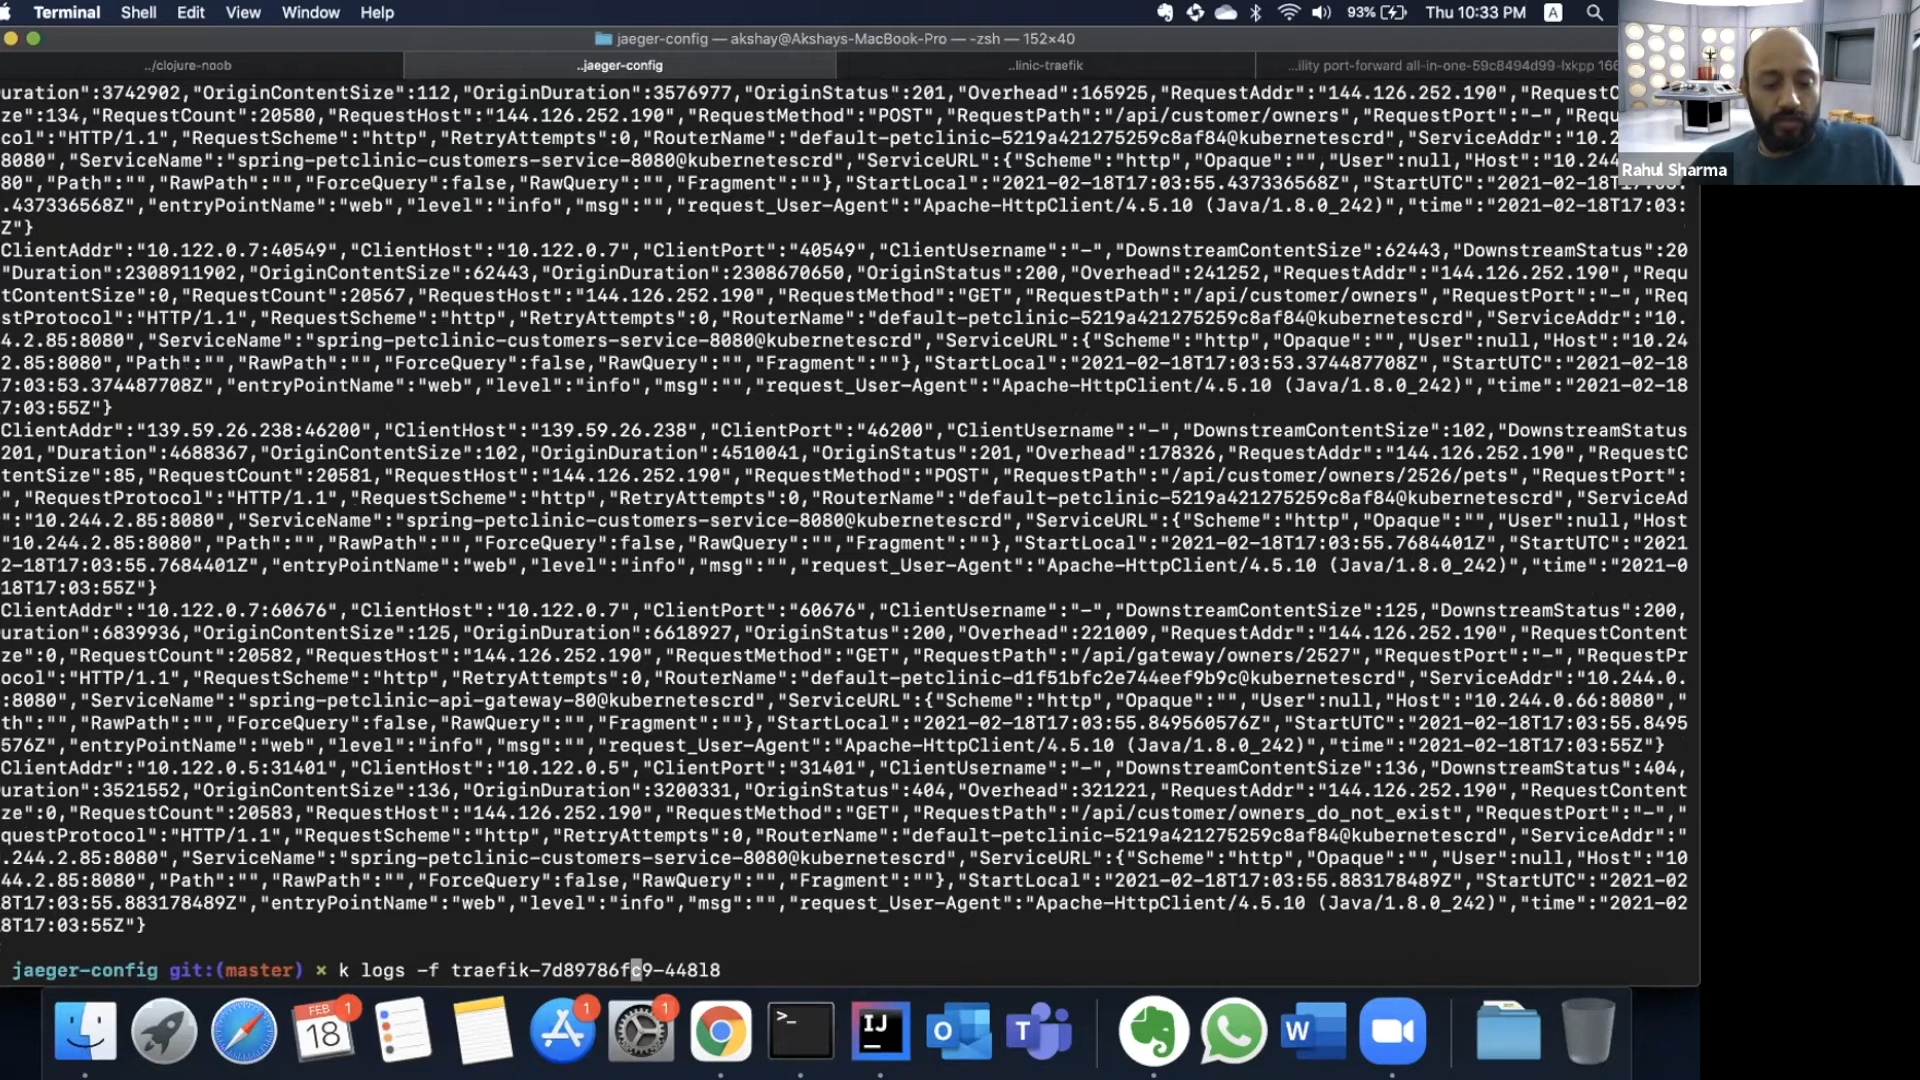 Terminal Shell Edit View Window Help 93% Thu 10:33 PM A
jaeger-config — akshay@Akshays-MacBook-Pro — -zsh — 152×40
../clojure-noob ..jaeger-config ..linic-traefik ...ility port-forward all-in-one-59c8494d99-lxkpp 166
uration":3742902,"OriginContentSize":112,"OriginDuration":3576977,"OriginStatus":201,"Overhead":165925,"RequestAddr":"144.126.252.190","RequestC
ze":134,"RequestCount":20580,"RequestHost":"144.126.252.190","RequestMethod":"POST","RequestPath":"/api/customer/owners","RequestPort":"-","Requ
col":"HTTP/1.1","RequestScheme":"http","RetryAttempts":0,"RouterName":"default-petclinic-5219a421275259c8af84@kubernetescrd","ServiceAddr":"10.2
8080","ServiceName":"spring-petclinic-customers-service-8080@kubernetescrd","ServiceURL":{"Scheme":"http","Opaque":"","User":null,"Host":"10.244
80","Path":"","RawPath":"","ForceQuery":false,"RawQuery":"","Fragment":""},"StartLocal":"2021-02-18T17:03:55.437336568Z","StartUTC":"2021-02-18T17:03:55
.437336568Z","entryPointName":"web","level":"info","msg":"","request_User-Agent":"Apache-HttpClient/4.5.10 (Java/1.8.0_242)","time":"2021-02-18T17:03:
Z"}
ClientAddr":"10.122.0.7:40549","ClientHost":"10.122.0.7","ClientPort":"40549","ClientUsername":"-","DownstreamContentSize":62443,"DownstreamStatus":20
"Duration":2308911902,"OriginContentSize":62443,"OriginDuration":2308670650,"OriginStatus":200,"Overhead":241252,"RequestAddr":"144.126.252.190","Requ
tContentSize":0,"RequestCount":20567,"RequestHost":"144.126.252.190","RequestMethod":"GET","RequestPath":"/api/customer/owners","RequestPort":"-","Req
stProtocol":"HTTP/1.1","RequestScheme":"http","RetryAttempts":0,"RouterName":"default-petclinic-5219a421275259c8af84@kubernetescrd","ServiceAddr":"10.
4.2.85:8080","ServiceName":"spring-petclinic-customers-service-8080@kubernetescrd","ServiceURL":{"Scheme":"http","Opaque":"","User":null,"Host":"10.24
2.85:8080","Path":"","RawPath":"","ForceQuery":false,"RawQuery":"","Fragment":""},"StartLocal":"2021-02-18T17:03:53.374487708Z","StartUTC":"2021-02-18
7:03:53.374487708Z","entryPointName":"web","level":"info","msg":"","request_User-Agent":"Apache-HttpClient/4.5.10 (Java/1.8.0_242)","time":"2021-02-18
7:03:55Z"}
ClientAddr":"139.59.26.238:46200","ClientHost":"139.59.26.238","ClientPort":"46200","ClientUsername":"-","DownstreamContentSize":102,"DownstreamStatus
201,"Duration":4688367,"OriginContentSize":102,"OriginDuration":4510041,"OriginStatus":201,"Overhead":178326,"RequestAddr":"144.126.252.190","RequestC
tentSize":85,"RequestCount":20581,"RequestHost":"144.126.252.190","RequestMethod":"POST","RequestPath":"/api/customer/owners/2526/pets","RequestPort":
","RequestProtocol":"HTTP/1.1","RequestScheme":"http","RetryAttempts":0,"RouterName":"default-petclinic-5219a421275259c8af84@kubernetescrd","ServiceAd
":"10.244.2.85:8080","ServiceName":"spring-petclinic-customers-service-8080@kubernetescrd","ServiceURL":{"Scheme":"http","Opaque":"","User":null,"Host
"10.244.2.85:8080","Path":"","RawPath":"","ForceQuery":false,"RawQuery":"","Fragment":""},"StartLocal":"2021-02-18T17:03:55.7684401Z","StartUTC":"2021
2-18T17:03:55.7684401Z","entryPointName":"web","level":"info","msg":"","request_User-Agent":"Apache-HttpClient/4.5.10 (Java/1.8.0_242)","time":"2021-0
18T17:03:55Z"}
ClientAddr":"10.122.0.7:60676","ClientHost":"10.122.0.7","ClientPort":"60676","ClientUsername":"-","DownstreamContentSize":125,"DownstreamStatus":200,
uration":6839936,"OriginContentSize":125,"OriginDuration":6618927,"OriginStatus":200,"Overhead":221009,"RequestAddr":"144.126.252.190","RequestContent
ze":0,"RequestCount":20582,"RequestHost":"144.126.252.190","RequestMethod":"GET","RequestPath":"/api/gateway/owners/2527","RequestPort":"-","RequestPr
ocol":"HTTP/1.1","RequestScheme":"http","RetryAttempts":0,"RouterName":"default-petclinic-d1f51bfc2e744eef9b9c@kubernetescrd","ServiceAddr":"10.244.0.
:8080","ServiceName":"spring-petclinic-api-gateway-80@kubernetescrd","ServiceURL":{"Scheme":"http","Opaque":"","User":null,"Host":"10.244.0.66:8080","
th":"","RawPath":"","ForceQuery":false,"RawQuery":"","Fragment":""},"StartLocal":"2021-02-18T17:03:55.849560576Z","StartUTC":"2021-02-18T17:03:55.8495
576Z","entryPointName":"web","level":"info","msg":"","request_User-Agent":"Apache-HttpClient/4.5.10 (Java/1.8.0_242)","time":"2021-02-18T17:03:55Z"}
ClientAddr":"10.122.0.5:31401","ClientHost":"10.122.0.5","ClientPort":"31401","ClientUsername":"-","DownstreamContentSize":136,"DownstreamStatus":404,
uration":3521552,"OriginContentSize":136,"OriginDuration":3200331,"OriginStatus":404,"Overhead":321221,"RequestAddr":"144.126.252.190","RequestContent
ze":0,"RequestCount":20583,"RequestHost":"144.126.252.190","RequestMethod":"GET","RequestPath":"/api/customer/owners_do_not_exist","RequestPort":"-","
questProtocol":"HTTP/1.1","RequestScheme":"http","RetryAttempts":0,"RouterName":"default-petclinic-5219a421275259c8af84@kubernetescrd","ServiceAddr":"
.244.2.85:8080","ServiceName":"spring-petclinic-customers-service-8080@kubernetescrd","ServiceURL":{"Scheme":"http","Opaque":"","User":null,"Host":"10
44.2.85:8080","Path":"","RawPath":"","ForceQuery":false,"RawQuery":"","Fragment":""},"StartLocal":"2021-02-18T17:03:55.883178489Z","StartUTC":"2021-02
18T17:03:55.883178489Z","entryPointName":"web","level":"info","msg":"","request_User-Agent":"Apache-HttpClient/4.5.10 (Java/1.8.0_242)","time":"2021-02
8T17:03:55Z"}
jaeger-config git:(master) × k logs -f traefik-7d89786fc9-448l8
Rahul Sharma
FEB 18 1 1 1 >_ IJ O T W